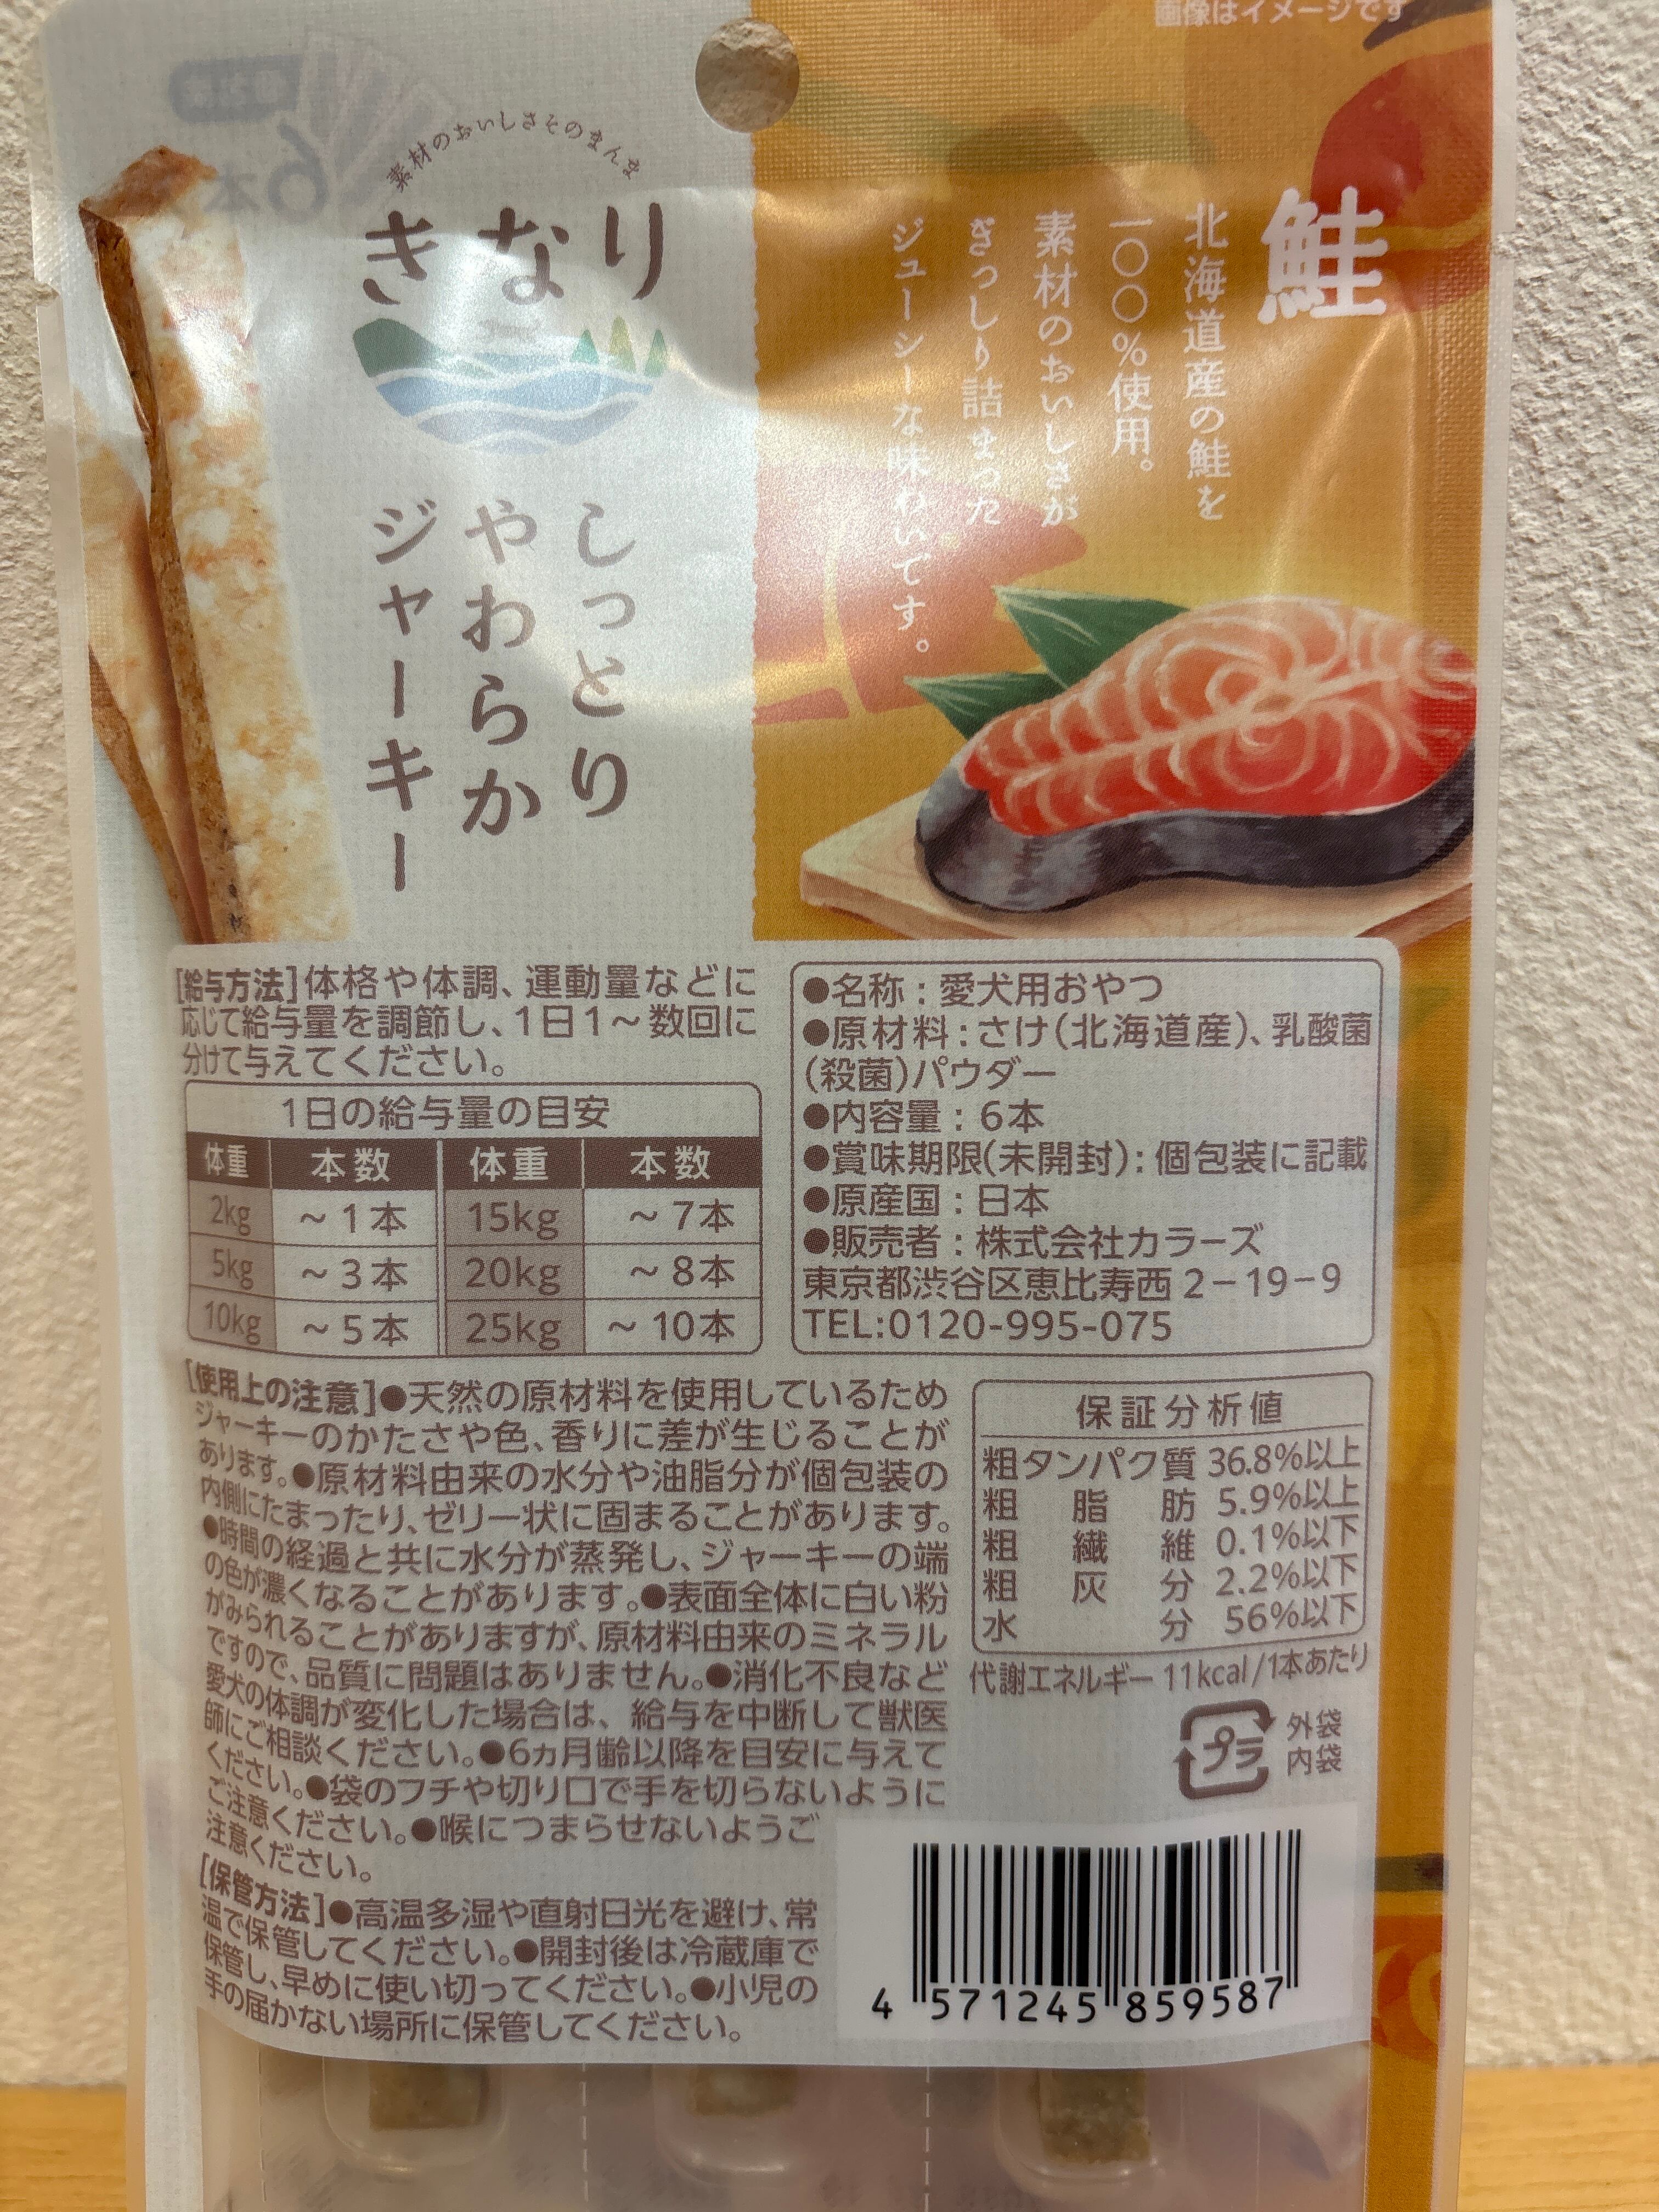 画像はイメージです
素材のおいしさそのまんま
きなり
しっとり
やわらか
ジャーキー
鮭
北海道産の鮭を
一〇〇%使用。
素材のおいしさが
ぎっしり詰まった
ジューシーな味わいです。
6本
[給与方法]体格や体調、運動量などに
応じて給与量を調節し、1日1~数回に
分けて与えてください。
1日の給与量の目安
体重 本数 体重 本数
2kg ~1本 15kg ~7本
5kg ~3本 20kg ~8本
10kg ~5本 25kg ~10本
●名称:愛犬用おやつ
●原材料:さけ(北海道産)、乳酸菌
(殺菌)パウダー
●内容量:6本
●賞味期限(未開封):個包装に記載
●原産国:日本
●販売者:株式会社カラーズ
東京都渋谷区恵比寿西2-19-9
TEL:0120-995-075
[使用上の注意]●天然の原材料を使用しているため
ジャーキーのかたさや色、香りに差が生じることが
あります。●原材料由来の水分や油脂分が個包装の
内側にたまったり、ゼリー状に固まることがあります。
●時間の経過と共に水分が蒸発し、ジャーキーの端
の色が濃くなることがあります。●表面全体に白い粉
がみられることがありますが、原材料由来のミネラル
ですので、品質に問題はありません。●消化不良など
愛犬の体調が変化した場合は、給与を中断して獣医
師にご相談ください。●6ヵ月齢以降を目安に与えて
ください。●袋のフチや切り口で手を切らないように
ご注意ください。●喉につまらせないようご
注意ください。
[保管方法]●高温多湿や直射日光を避け、常
温で保管してください。●開封後は冷蔵庫で
保管し、早めに使い切ってください。●小児の
手の届かない場所に保管してください。
保証分析値
粗タンパク質 36.8%以上
粗脂肪 5.9%以上
粗繊維 0.1%以下
粗灰分 2.2%以下
水分 56%以下
代謝エネルギー 11kcal/1本あたり
プラ
外袋
内袋
4 571245 859587